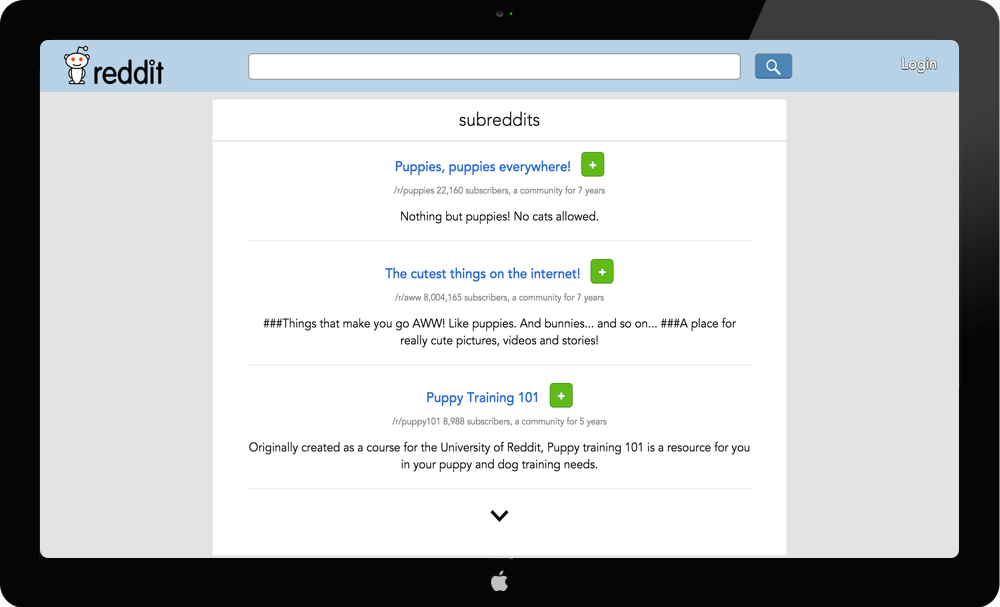 reddit
Login
subreddits
Puppies, puppies everywhere! +
/r/puppies 22,160 subscribers, a community for 7 years
Nothing but puppies! No cats allowed.
The cutest things on the internet! +
/r/aww 8,004,165 subscribers, a community for 7 years
###Things that make you go AWW! Like puppies. And bunnies... and so on... ###A place for
really cute pictures, videos and stories!
Puppy Training 101 +
/r/puppy101 8,988 subscribers, a community for 5 years
Originally created as a course for the University of Reddit, Puppy training 101 is a resource for you
in your puppy and dog training needs.